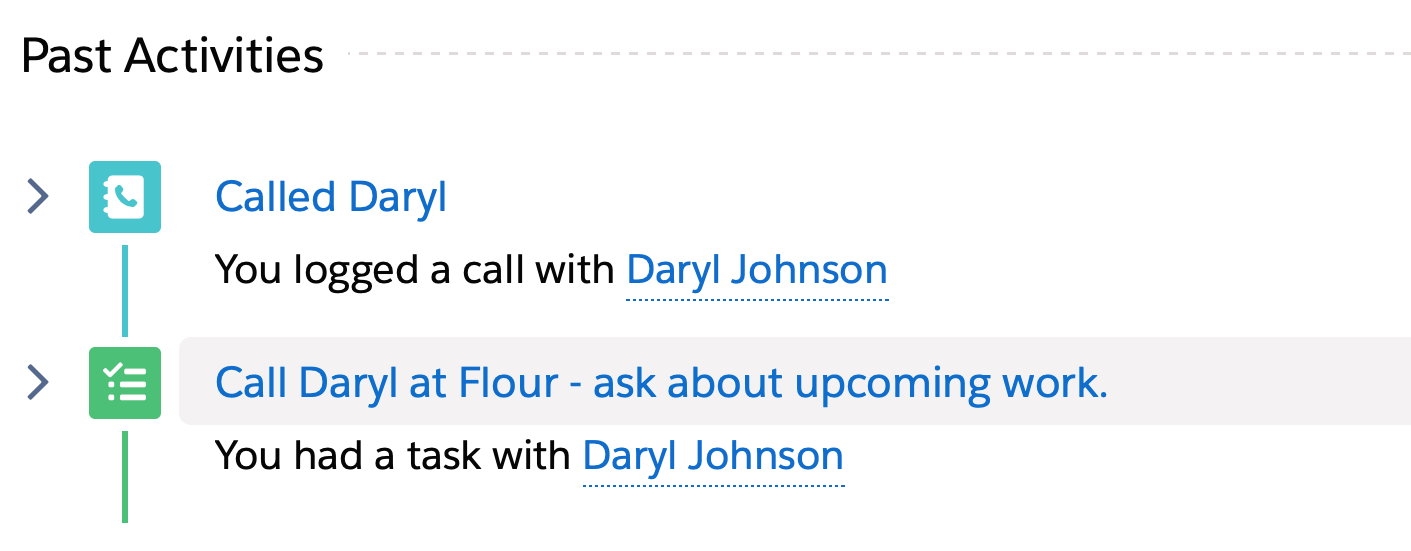 Past Activities
Called Daryl
You logged a call with Daryl Johnson
Call Daryl at Flour - ask about upcoming work.
You had a task with Daryl Johnson